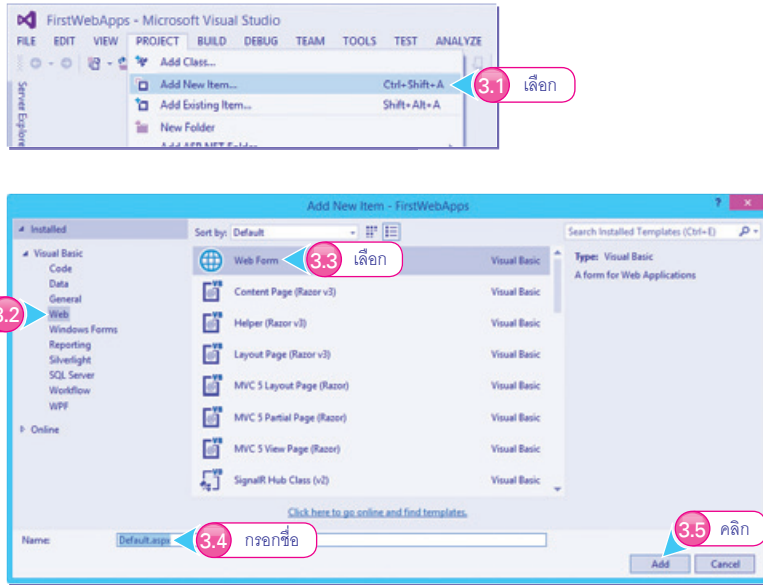 FirstWebApps - Microsoft Visual Studio
FILE EDIT VIEW PROJECT BUILD DEBUG TEAM TOOLS TEST ANALYZE
Add Class...
Add New Item... Ctrl+Shift+A 3.1 เลือก
Add Existing Item... Shift+Alt+A
New Folder
Add ASP.NET Folder
Server Explore
Add New Item - FirstWebApps ? ×
Installed Sort by: Default Search Installed Templates (Ctrl+E)
Visual Basic
Code
Data
General
3.2 Web
Windows Forms
Reporting
Silverlight
SQL Server
Workflow
WPF
Online
Web Form 3.3 เลือก Visual Basic
Content Page (Razor v3) Visual Basic
Helper (Razor v3) Visual Basic
Layout Page (Razor v3) Visual Basic
MVC 5 Layout Page (Razor) Visual Basic
MVC 5 Partial Page (Razor) Visual Basic
MVC 5 View Page (Razor) Visual Basic
SignalR Hub Class (v2) Visual Basic
Type: Visual Basic
A form for Web Applications
Click here to go online and find templates.
Name: Default.aspx 3.4 กรอกชื่อ
3.5 คลิก
Add Cancel